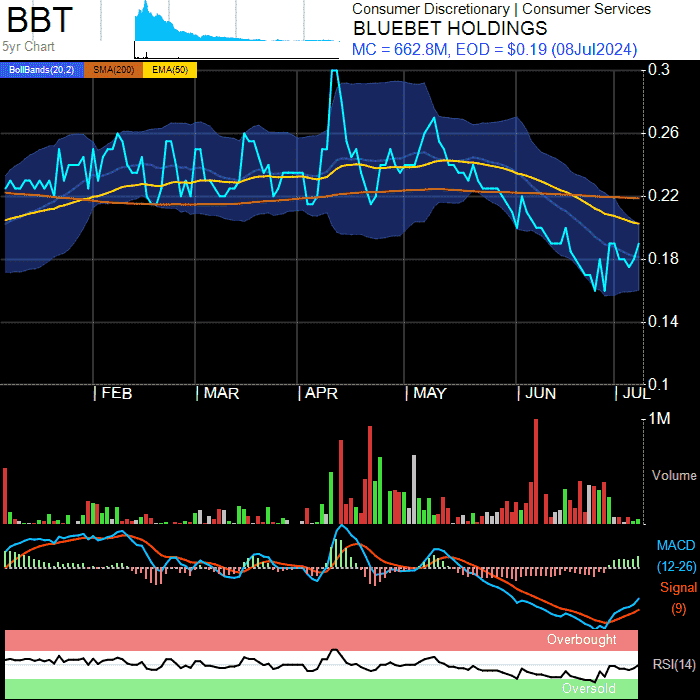 BBT
5yr Chart
Consumer Discretionary | Consumer Services
BLUEBET HOLDINGS
MC = 662.8M, EOD = $0.19 (08Jul2024)
BollBands(20,2) SMA(200) EMA(50)
0.3
0.26
0.22
0.18
0.14
0.1
| FEB | MAR | APR | MAY | JUN | JUL
1M
Volume
MACD
(12-26)
Signal
(9)
Overbought
RSI(14)
Oversold